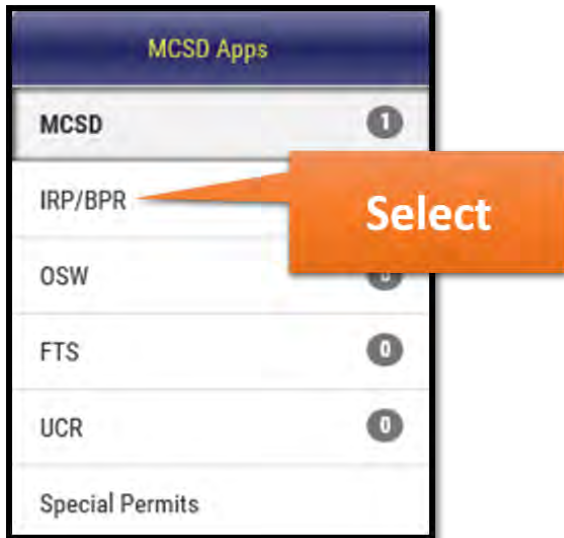 MCSD Apps
MCSD 1
IRP/BPR
Select
OSW
FTS 0
UCR 0
Special Permits